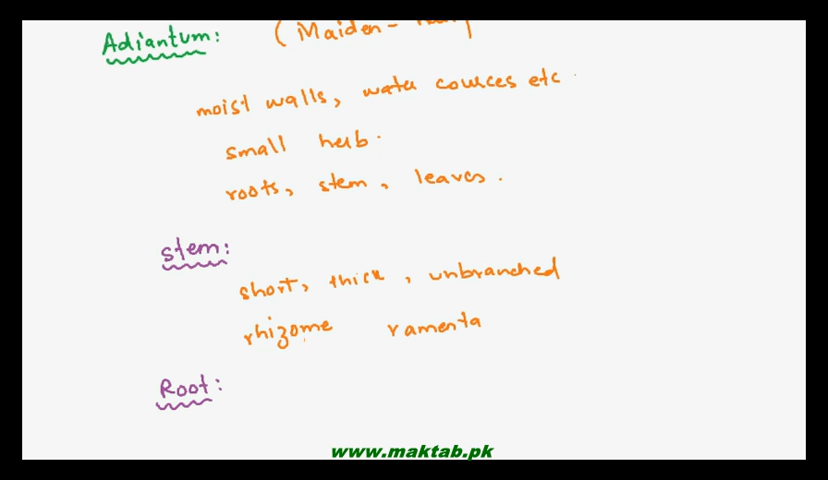 Adiantum: (Maiden-
moist walls, water cources etc.
small herb.
roots, stem, leaves.
stem:
short, thick, unbranched
rhizome ramenta
Root:
www.maktab.pk